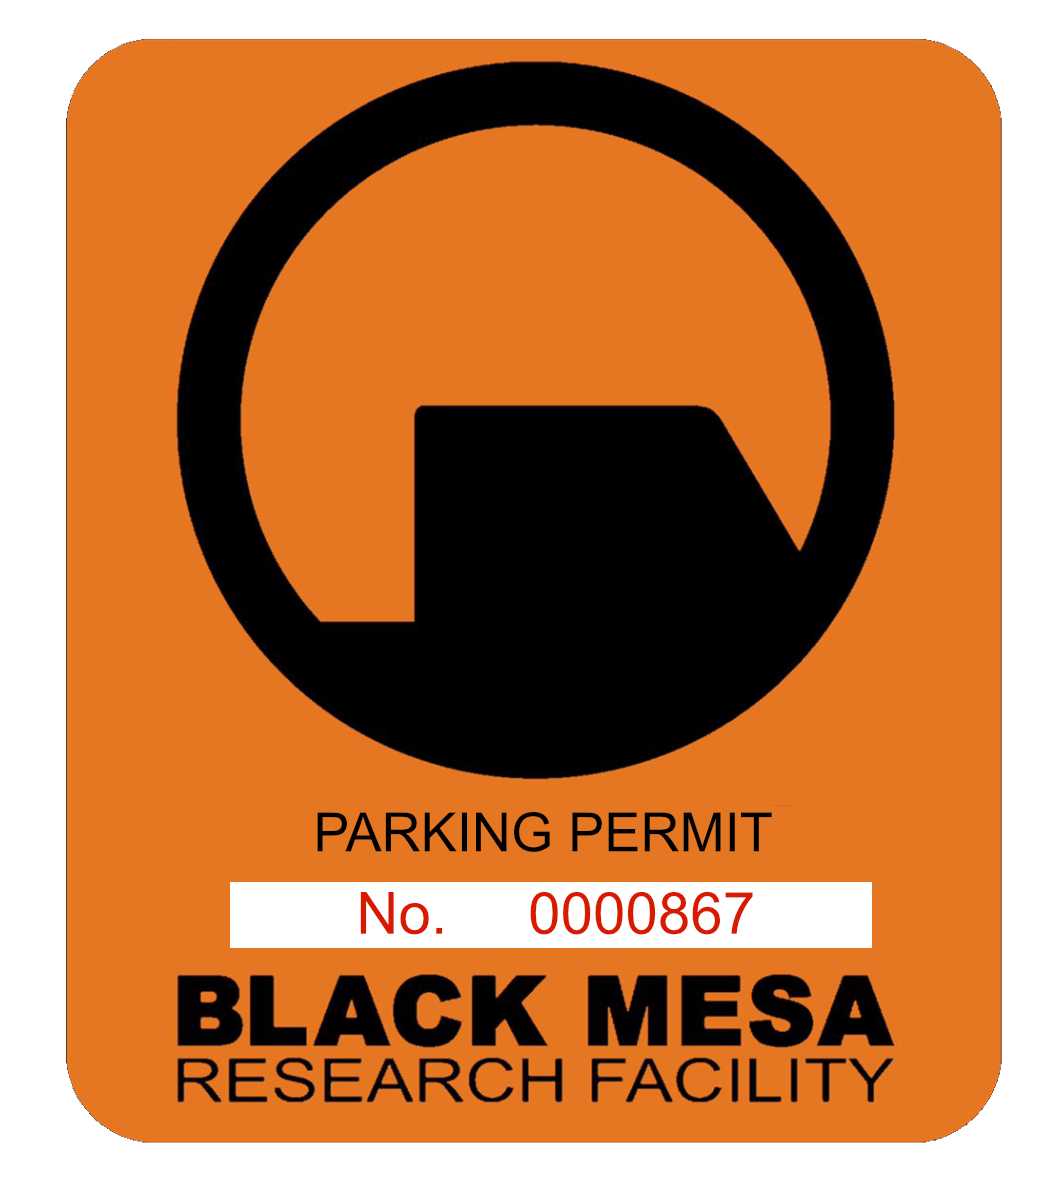 PARKING PERMIT
No. 0000867
BLACK MESA
RESEARCH FACILITY